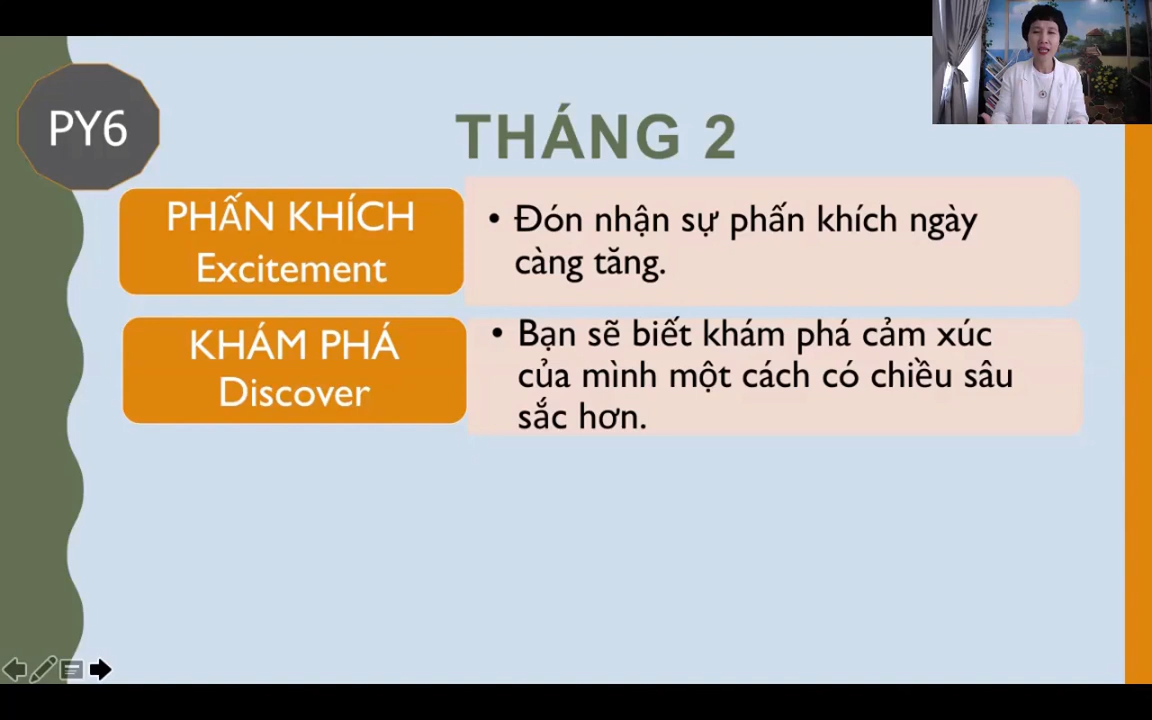 PY6
THÁNG 2
PHẤN KHÍCH
Excitement
• Đón nhận sự phấn khích ngày
càng tăng.
KHÁM PHÁ
Discover
• Bạn sẽ biết khám phá cảm xúc
của mình một cách có chiều sâu
sắc hơn.